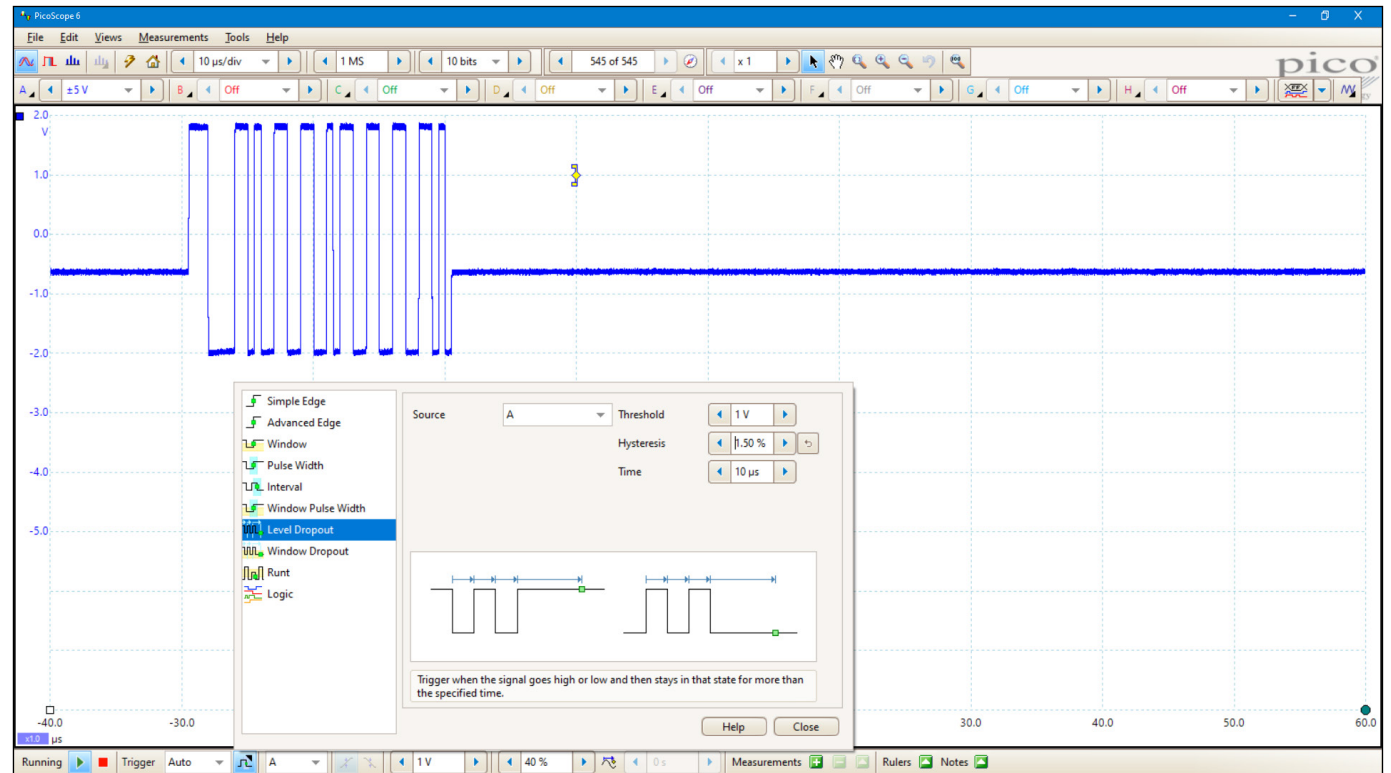 PicoScope 6
File Edit Views Measurements Tools Help
10 µs/div 1 MS 10 bits 545 of 545 x 1
pico
A ±5 V B Off C Off D Off E Off F Off G Off H Off
2.0
V
1.0
0.0
-1.0
-2.0
-3.0
-4.0
-5.0
Simple Edge
Advanced Edge
Window
Pulse Width
Interval
Window Pulse Width
Level Dropout
Window Dropout
Runt
Logic
Source A Threshold 1 V
Hysteresis 1.50 %
Time 10 µs
Trigger when the signal goes high or low and then stays in that state for more than
the specified time.
Help Close
-40.0 -30.0 30.0 40.0 50.0 60.0
x1.0 µs
Running Trigger Auto A 1 V 40 % 0 s Measurements Rulers Notes